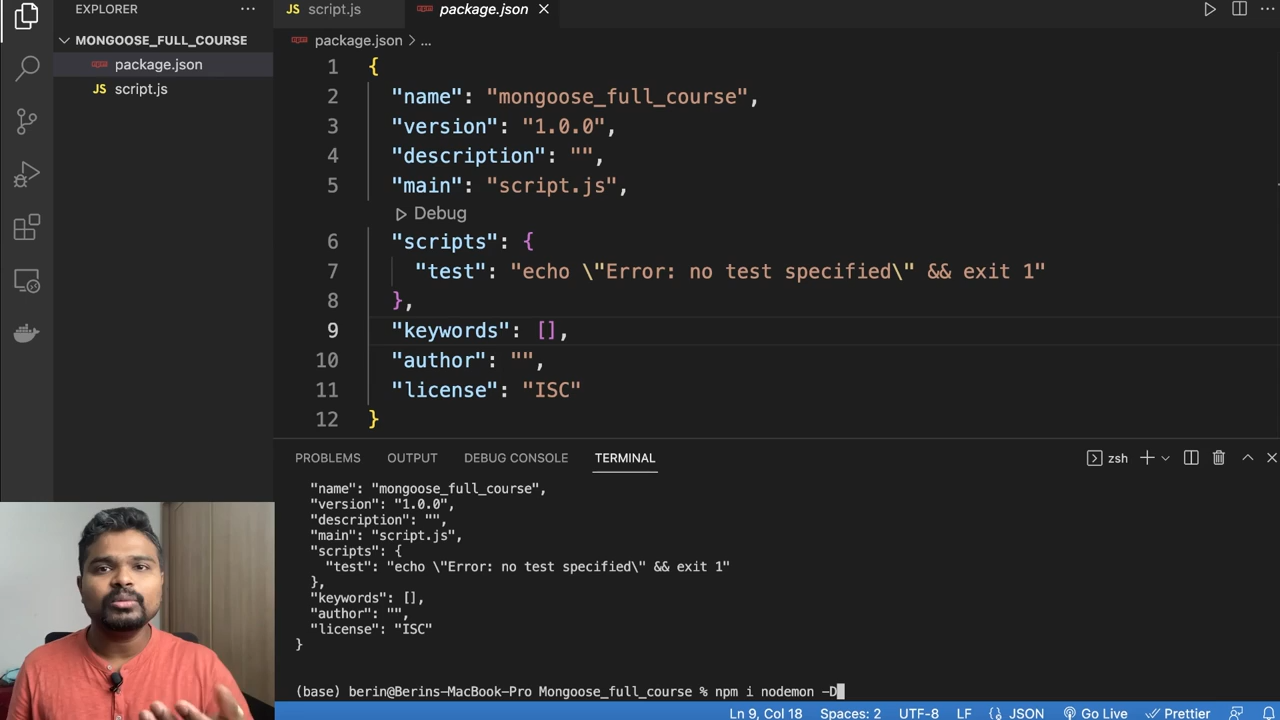 EXPLORER
MONGOOSE_FULL_COURSE
package.json
JS script.js
JS script.js
package.json
package.json > ...
1 {
2 "name": "mongoose_full_course",
3 "version": "1.0.0",
4 "description": "",
5 "main": "script.js",
Debug
6 "scripts": {
7 "test": "echo \"Error: no test specified\" && exit 1"
8 },
9 "keywords": [],
10 "author": "",
11 "license": "ISC"
12 }
PROBLEMS OUTPUT DEBUG CONSOLE TERMINAL
zsh
"name": "mongoose_full_course",
"version": "1.0.0",
"description": "",
"main": "script.js",
"scripts": {
"test": "echo \"Error: no test specified\" && exit 1"
},
"keywords": [],
"author": "",
"license": "ISC"
}
(base) berin@Berins-MacBook-Pro Mongoose_full_course % npm i nodemon -D
Ln 9, Col 18 Spaces: 2 UTF-8 LF {} JSON Go Live Prettier